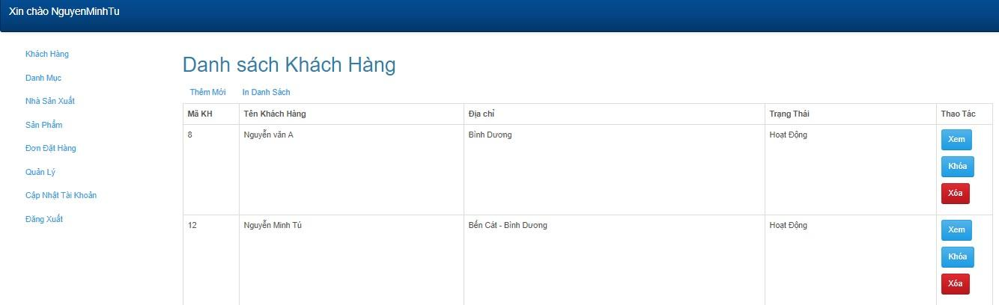 Xin chào NguyenMinhTu
Khách Hàng
Danh Mục
Nhà Sản Xuất
Sản Phẩm
Đơn Đặt Hàng
Quản Lý
Cập Nhật Tài Khoản
Đăng Xuất
Danh sách Khách Hàng
Thêm Mới In Danh Sách
Mã KH Tên Khách Hàng Địa chỉ Trạng Thái Thao Tác
8 Nguyễn văn A Bình Dương Hoạt Động Xem
Khóa
Xóa
12 Nguyễn Minh Tú Bến Cát - Bình Dương Hoạt Động Xem
Khóa
Xóa